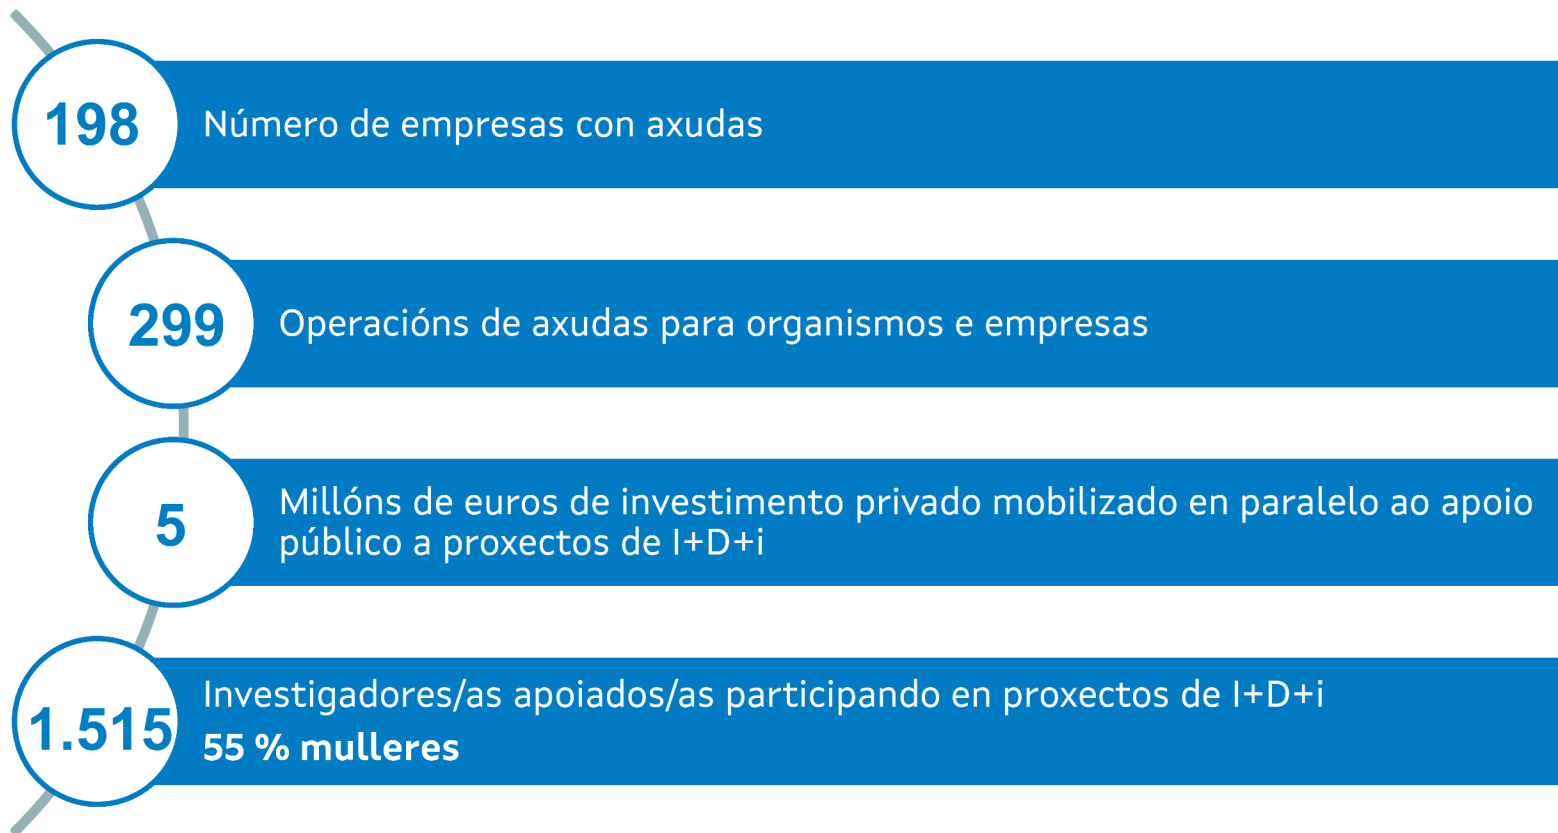 198
Número de empresas con axudas
299
Operacións de axudas para organismos e empresas
5
Millóns de euros de investimento privado mobilizado en paralelo ao apoio
público a proxectos de I+D+i
1.515
Investigadores/as apoiados/as participando en proxectos de I+D+i
55 % mulleres